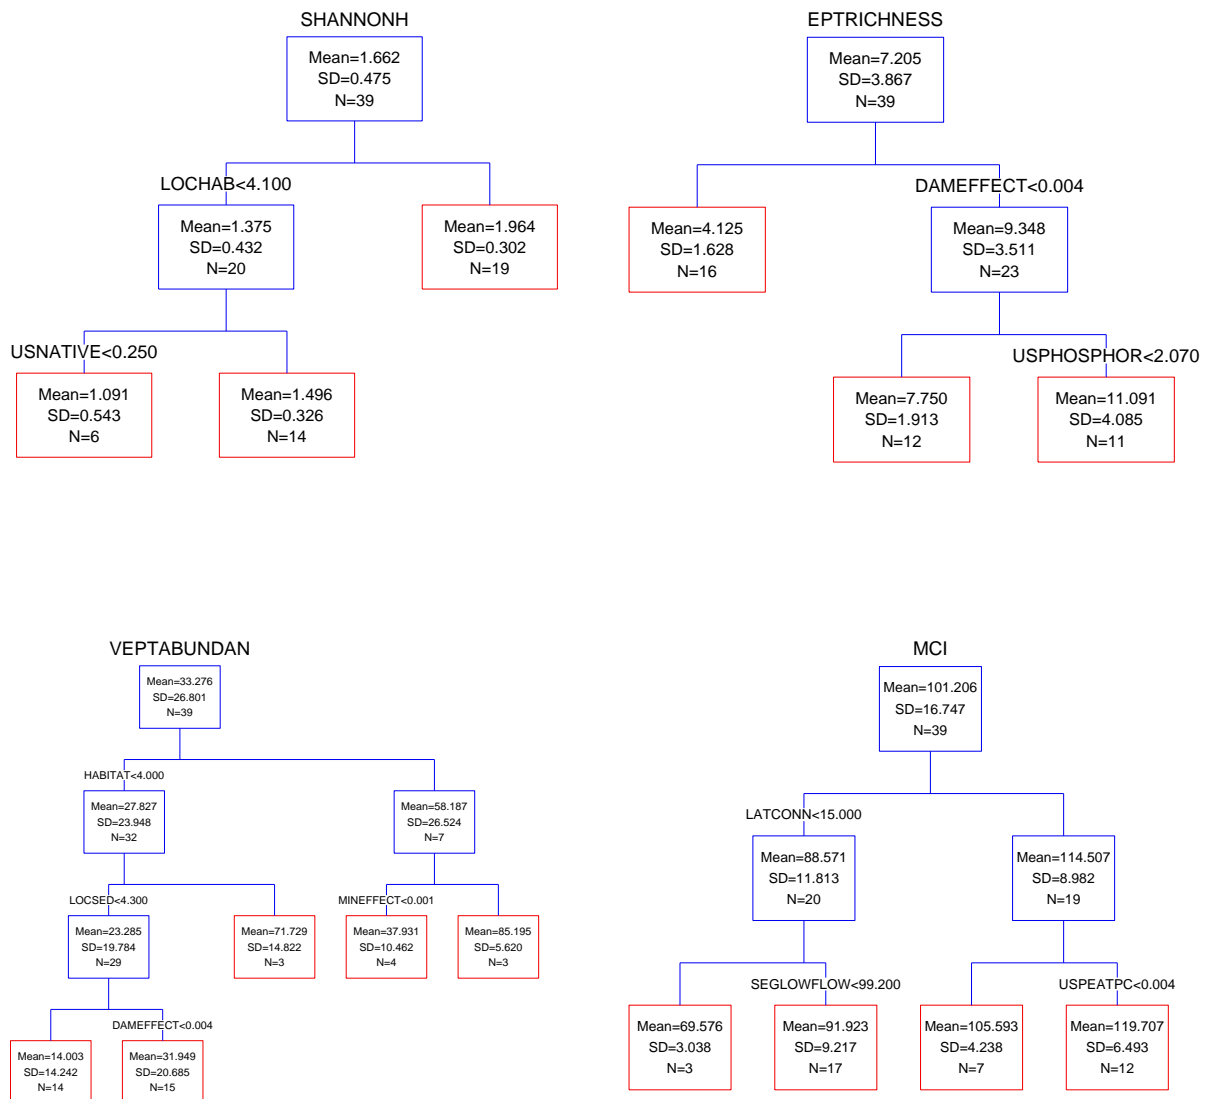 SHANNONH
Mean=1.662
SD=0.475
N=39
LOCHAB<4.100
Mean=1.375
SD=0.432
N=20
Mean=1.964
SD=0.302
N=19
USNATIVE<0.250
Mean=1.091
SD=0.543
N=6
Mean=1.496
SD=0.326
N=14
EPTRICHNESS
Mean=7.205
SD=3.867
N=39
DAMEFFECT<0.004
Mean=4.125
SD=1.628
N=16
Mean=9.348
SD=3.511
N=23
USPHOSPHOR<2.070
Mean=7.750
SD=1.913
N=12
Mean=11.091
SD=4.085
N=11
VEPTABUNDAN
Mean=33.276
SD=26.801
N=39
HABITAT<4.000
Mean=27.827
SD=23.948
N=32
Mean=58.187
SD=26.524
N=7
LOCSED<4.300
Mean=23.285
SD=19.784
N=29
Mean=71.729
SD=14.822
N=3
MINEFFECT<0.001
Mean=37.931
SD=10.462
N=4
Mean=85.195
SD=5.620
N=3
DAMEFFECT<0.004
Mean=14.003
SD=14.242
N=14
Mean=31.949
SD=20.685
N=15
MCI
Mean=101.206
SD=16.747
N=39
LATCONN<15.000
Mean=88.571
SD=11.813
N=20
Mean=114.507
SD=8.982
N=19
SEGLOWFLOW<99.200
Mean=69.576
SD=3.038
N=3
Mean=91.923
SD=9.217
N=17
USPEATPC<0.004
Mean=105.593
SD=4.238
N=7
Mean=119.707
SD=6.493
N=12